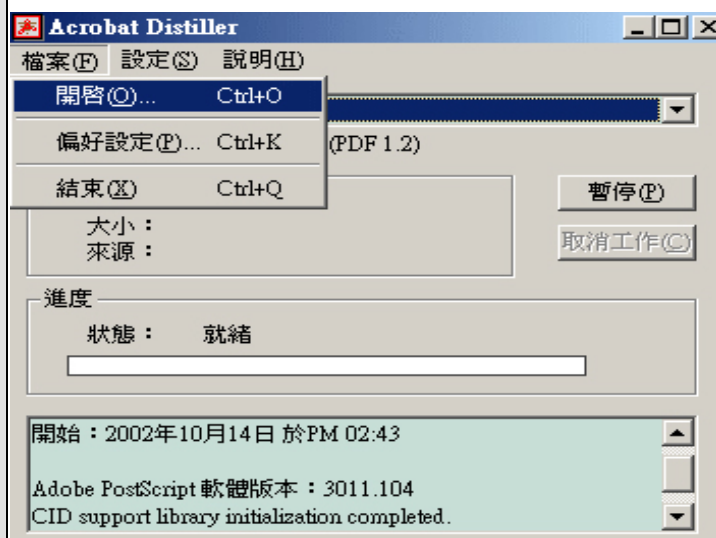 Acrobat Distiller
檔案(F) 設定(S) 說明(H)
開啓(O)... Ctrl+O
偏好設定(P)... Ctrl+K
(PDF 1.2)
結束(X) Ctrl+Q
暫停(P)
大小：
來源：
取消工作(C)
進度
狀態： 就緒
開始：2002年10月14日 於PM 02:43
Adobe PostScript 軟體版本：3011.104
CID support library initialization completed.